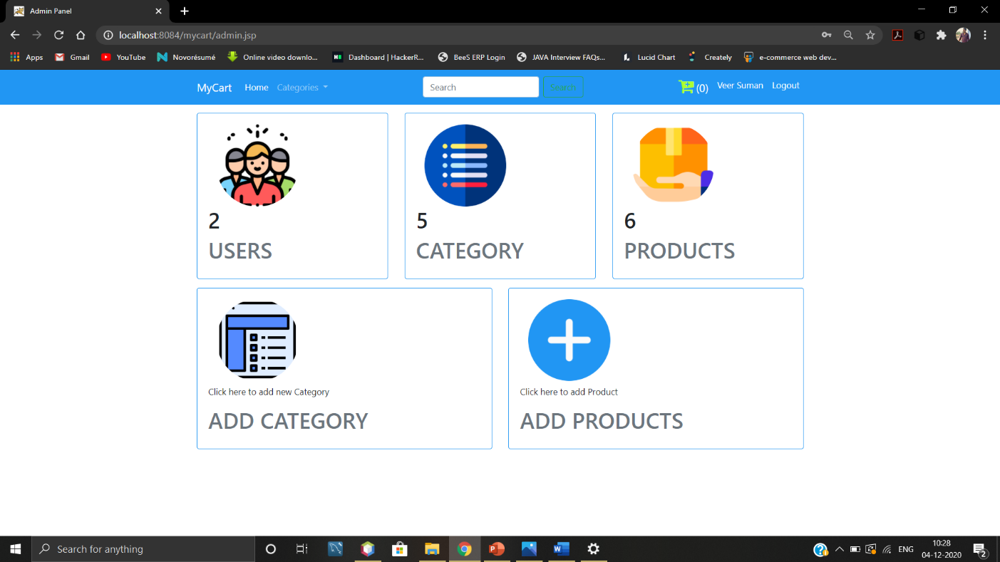 Admin Panel
localhost:8084/mycart/admin.jsp
Apps Gmail YouTube Novorésumé Online video downlo... Dashboard | HackerR... BeeS ERP Login JAVA Interview FAQs... Lucid Chart Creately e-commerce web dev...
MyCart Home Categories Search Search (0) Veer Suman Logout
2 5 6
USERS CATEGORY PRODUCTS
Click here to add new Category Click here to add Product
ADD CATEGORY ADD PRODUCTS
Search for anything ENG 10:28
04-12-2020 2